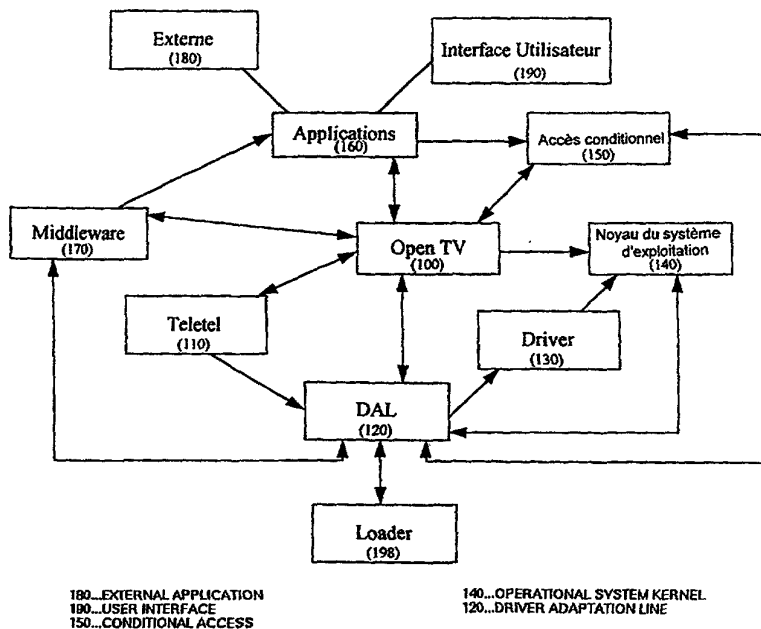 Externe
(180)
Interface Utilisateur
(190)
Applications
(160)
Accès conditionnel
(150)
Middleware
(170)
Open TV
(100)
Noyau du système
d'exploitation
(140)
Teletel
(110)
Driver
(130)
DAL
(120)
Loader
(198)
180...EXTERNAL APPLICATION
190...USER INTERFACE
150...CONDITIONAL ACCESS
140...OPERATIONAL SYSTEM KERNEL
120...DRIVER ADAPTATION LINE